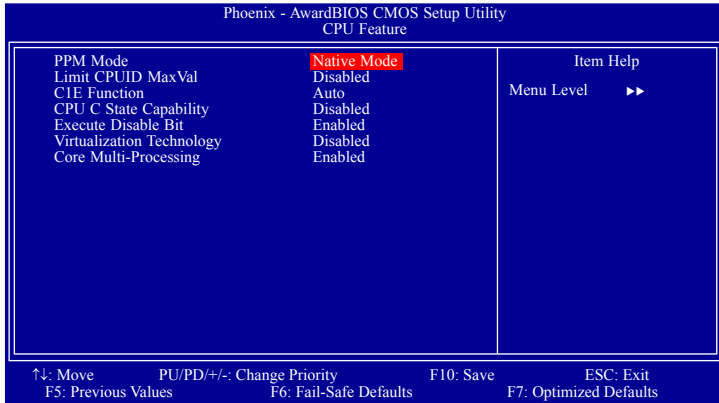 Phoenix - AwardBIOS CMOS Setup Utility
CPU Feature
PPM Mode Native Mode
Limit CPUID MaxVal Disabled
C1E Function Auto
CPU C State Capability Disabled
Execute Disable Bit Enabled
Virtualization Technology Disabled
Core Multi-Processing Enabled
Item Help
Menu Level ▶▶
↑↓: Move PU/PD/+/-: Change Priority F10: Save ESC: Exit
F5: Previous Values F6: Fail-Safe Defaults F7: Optimized Defaults